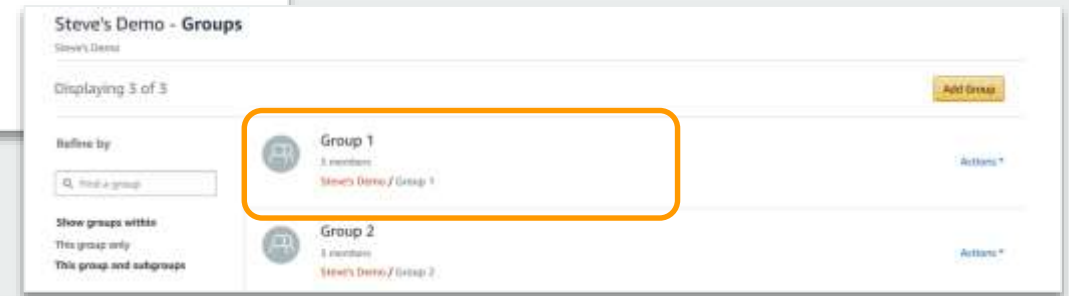 Steve's Demo - Groups
Steve's Demo
Displaying 3 of 3
Add Group
Refine by
Find a group
Show groups within
This group only
This group and subgroups
Group 1
3 members
Steve's Demo / Group 1
Actions
Group 2
3 members
Steve's Demo / Group 2
Actions